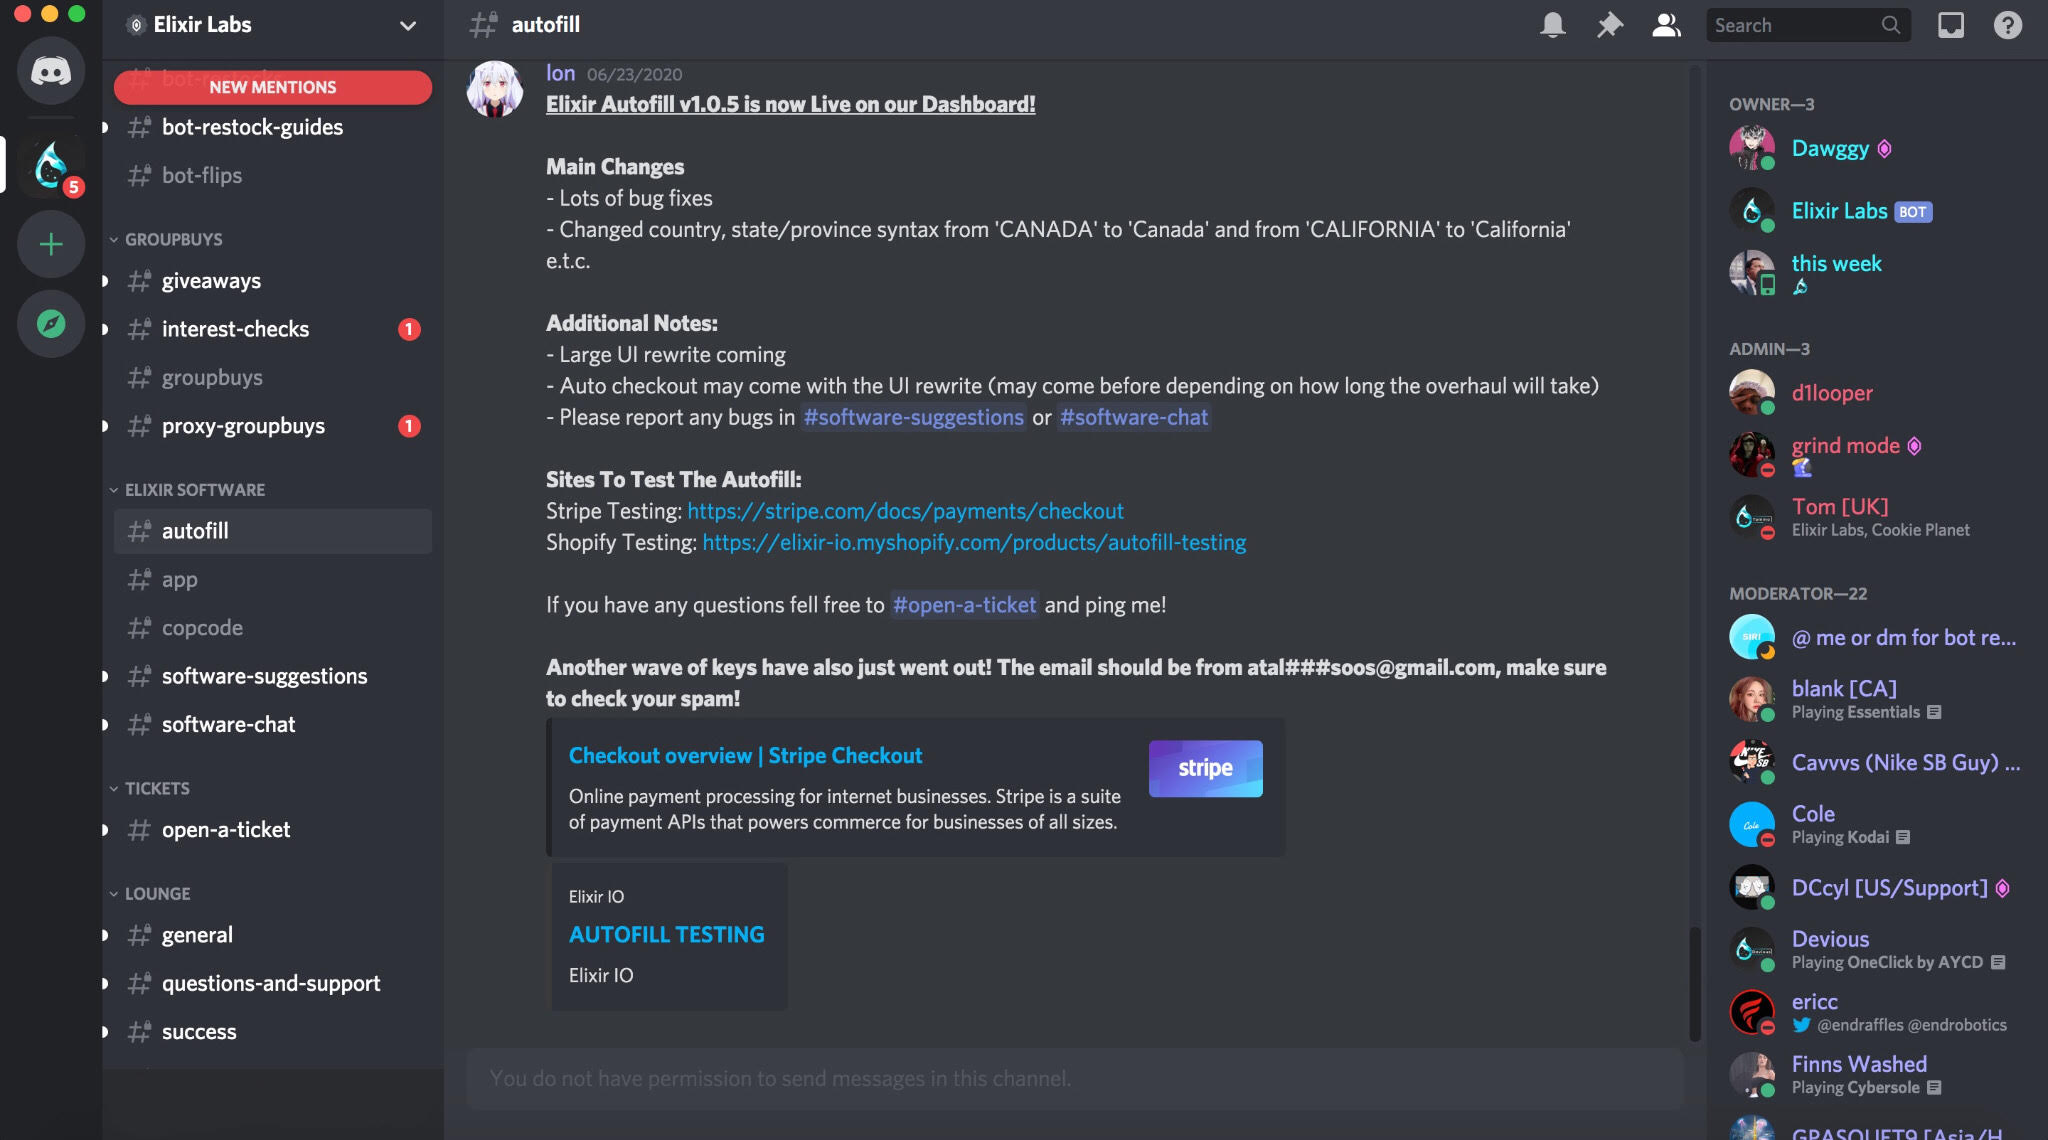 Elixir Labs
bot-restocks
NEW MENTIONS
bot-restock-guides
bot-flips
GROUPBUYS
giveaways
interest-checks 1
groupbuys
proxy-groupbuys 1
ELIXIR SOFTWARE
autofill
app
copcode
software-suggestions
software-chat
TICKETS
open-a-ticket
LOUNGE
general
questions-and-support
success
5
autofill
Search
lon 06/23/2020
Elixir Autofill v1.0.5 is now Live on our Dashboard!
Main Changes
- Lots of bug fixes
- Changed country, state/province syntax from 'CANADA' to 'Canada' and from 'CALIFORNIA' to 'California'
e.t.c.
Additional Notes:
- Large UI rewrite coming
- Auto checkout may come with the UI rewrite (may come before depending on how long the overhaul will take)
- Please report any bugs in #software-suggestions or #software-chat
Sites To Test The Autofill:
Stripe Testing: https://stripe.com/docs/payments/checkout
Shopify Testing: https://elixir-io.myshopify.com/products/autofill-testing
If you have any questions fell free to #open-a-ticket and ping me!
Another wave of keys have also just went out! The email should be from atal###soos@gmail.com, make sure
to check your spam!
Checkout overview | Stripe Checkout
stripe
Online payment processing for internet businesses. Stripe is a suite
of payment APIs that powers commerce for businesses of all sizes.
Elixir IO
AUTOFILL TESTING
Elixir IO
You do not have permission to send messages in this channel.
OWNER—3
Dawggy
Elixir Labs BOT
this week
ADMIN—3
d1looper
grind mode
Tom [UK]
Elixir Labs, Cookie Planet
MODERATOR—22
@ me or dm for bot re...
blank [CA]
Playing Essentials
Cavvvs (Nike SB Guy) ...
Cole
Playing Kodai
DCcyl [US/Support]
Devious
Playing OneClick by AYCD
ericc
@endraffles @endrobotics
Finns Washed
Playing Cybersole